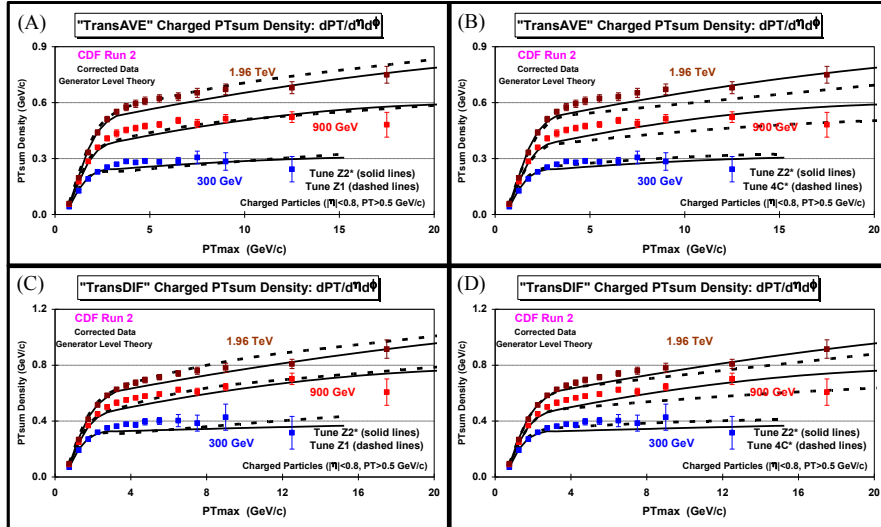 (A)
"TransAVE" Charged PTsum Density: dPT/dηdϕ
0.9
0.6
0.3
0.0
PTsum Density (GeV/c)
CDF Run 2
Corrected Data
Generator Level Theory
1.96 TeV
900 GeV
300 GeV
Tune Z2* (solid lines)
Tune Z1 (dashed lines)
Charged Particles (|η|<0.8, PT>0.5 GeV/c)
0 5 10 15 20
PTmax (GeV/c)
(B)
"TransAVE" Charged PTsum Density: dPT/dηdϕ
0.9
0.6
0.3
0.0
PTsum Density (GeV/c)
CDF Run 2
Corrected Data
Generator Level Theory
1.96 TeV
900 GeV
300 GeV
Tune Z2* (solid lines)
Tune 4C* (dashed lines)
Charged Particles (|η|<0.8, PT>0.5 GeV/c)
0 5 10 15 20
PTmax (GeV/c)
(C)
"TransDIF" Charged PTsum Density: dPT/dηdϕ
1.2
0.8
0.4
0.0
PTsum Density (GeV/c)
CDF Run 2
Corrected Data
Generator Level Theory
1.96 TeV
900 GeV
300 GeV
Tune Z2* (solid lines)
Tune Z1 (dashed lines)
Charged Particles (|η|<0.8, PT>0.5 GeV/c)
0 4 8 12 16 20
PTmax (GeV/c)
(D)
"TransDIF" Charged PTsum Density: dPT/dηdϕ
1.2
0.8
0.4
0.0
PTsum Density (GeV/c)
CDF Run 2
Corrected Data
Generator Level Theory
1.96 TeV
900 GeV
300 GeV
Tune Z2* (solid lines)
Tune 4C* (dashed lines)
Charged Particles (|η|<0.8, PT>0.5 GeV/c)
0 4 8 12 16 20
PTmax (GeV/c)